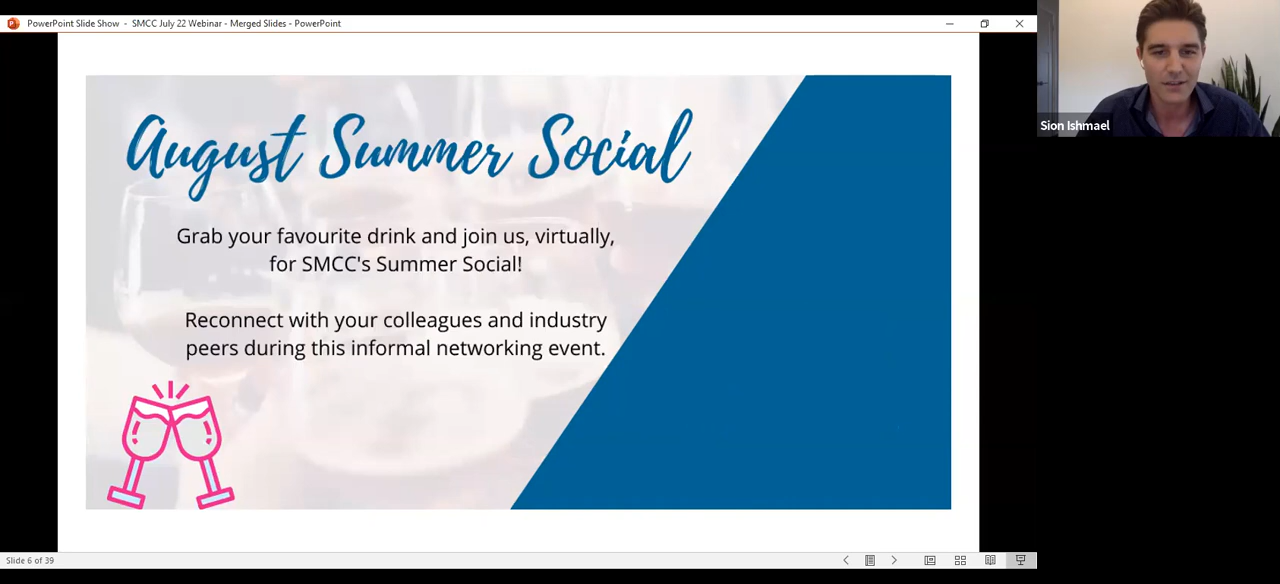 PowerPoint Slide Show - SMCC July 22 Webinar - Merged Slides - PowerPoint
Sion Ishmael
August Summer Social
Grab your favourite drink and join us, virtually,
for SMCC's Summer Social!
Reconnect with your colleagues and industry
peers during this informal networking event.
Slide 6 of 39